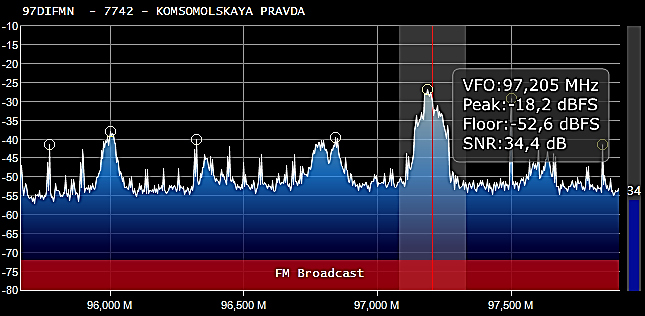 97DIFMN - 7742 - KOMSOMOLSKAYA PRAVDA
-10
-15
-20
-25
-30
-35
-40
-45
-50
-55
-60
-65
-70
-75
-80
VFO:97,205 MHz
Peak:-18,2 dBFS
Floor:-52,6 dBFS
SNR:34,4 dB
34
FM Broadcast
96,000 M
96,500 M
97,000 M
97,500 M